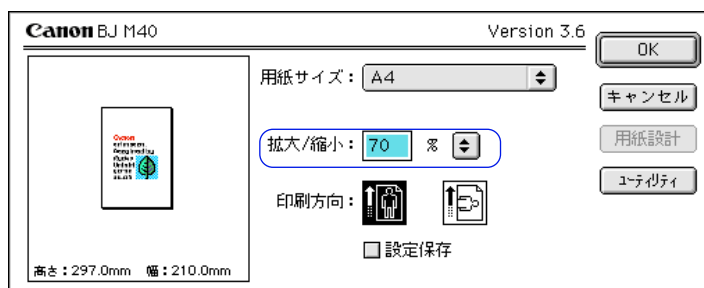 Canon BJ M40
Version 3.6
OK
用紙サイズ： A4
キャンセル
拡大/縮小： 70 %
用紙設計
印刷方向：
ユーティリティ
設定保存
高さ：297.0mm 幅：210.0mm
Canon